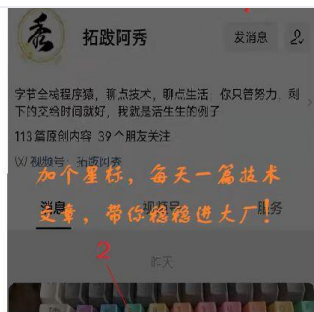 秀
拓跋阿秀
发消息
字节全栈程序猿，聊点技术，聊点生活，你只管努力，剩
下的交给时间就好，我就是活生生的例子
113篇原创内容 39个朋友关注
视频号：拓跋阿秀
加个星标，每天一篇技术
文章，带你稳稳进大厂！
消息 视频号 服务
2
昨天